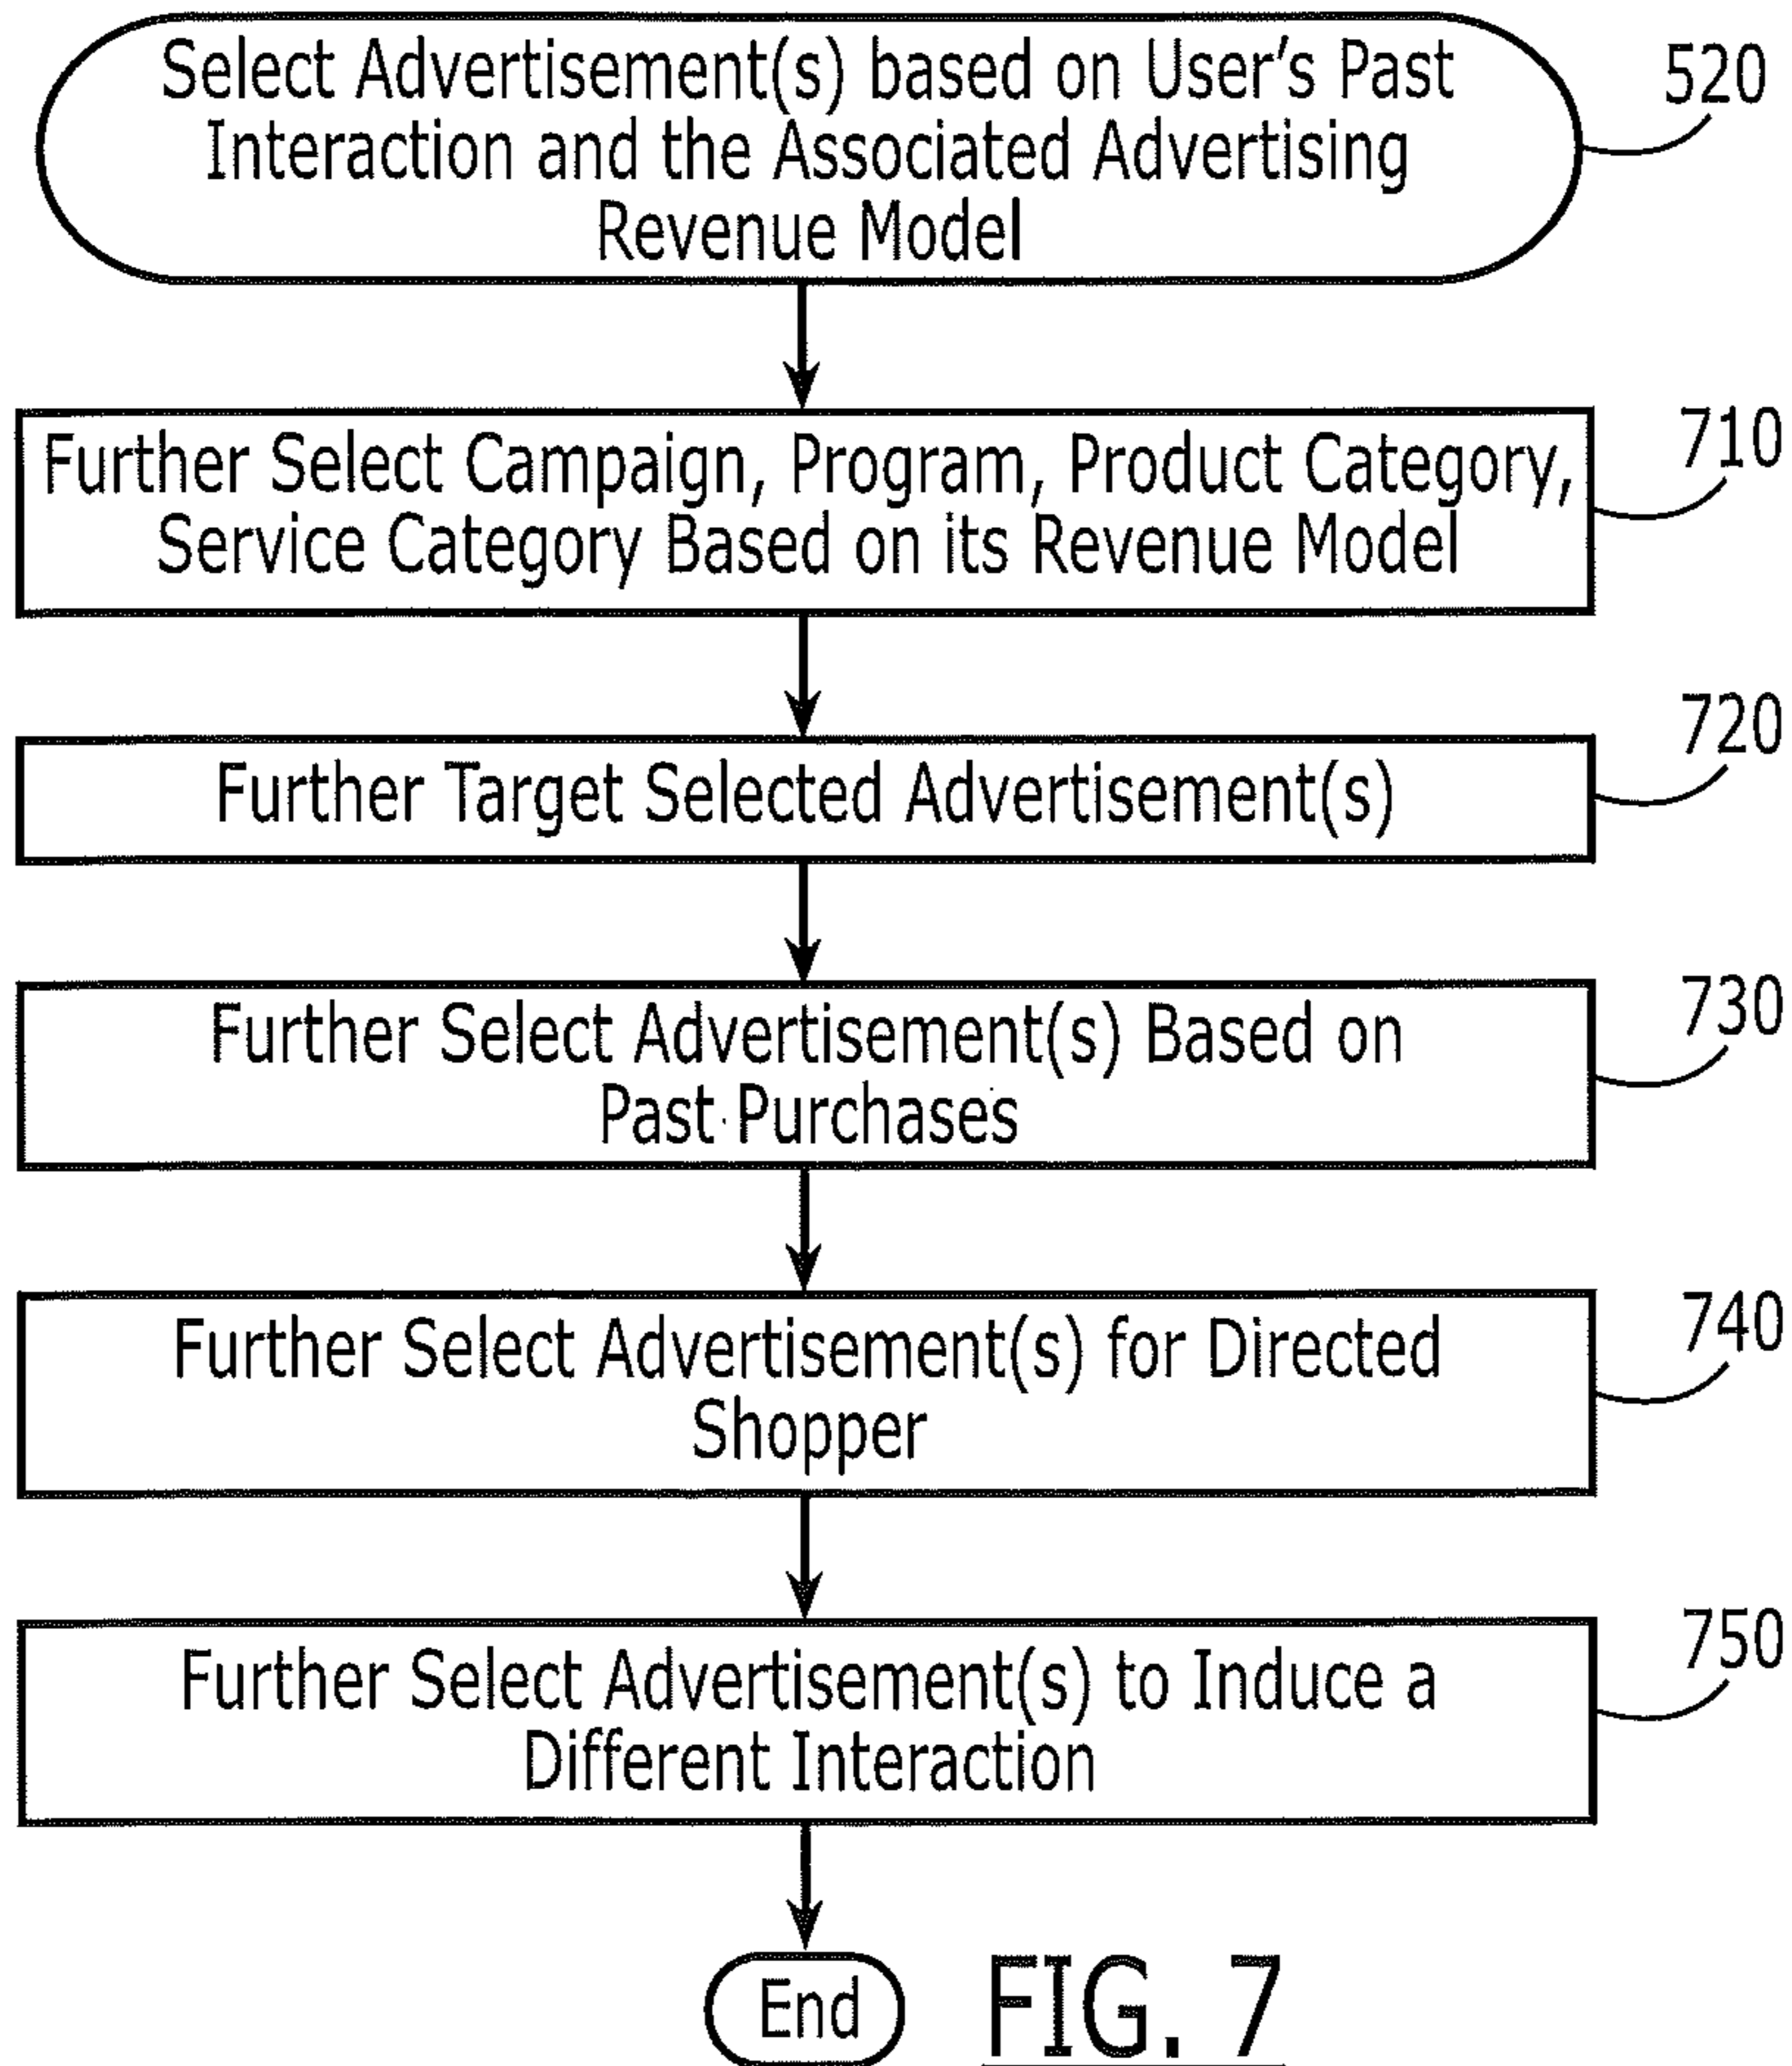 Select Advertisement(s) based on User's Past
Interaction and the Associated Advertising
Revenue Model
520
Further Select Campaign, Program, Product Category,
Service Category Based on its Revenue Model
710
Further Target Selected Advertisement(s)
720
Further Select Advertisement(s) Based on
Past Purchases
730
Further Select Advertisement(s) for Directed
Shopper
740
Further Select Advertisement(s) to Induce a
Different Interaction
750
End
FIG. 7